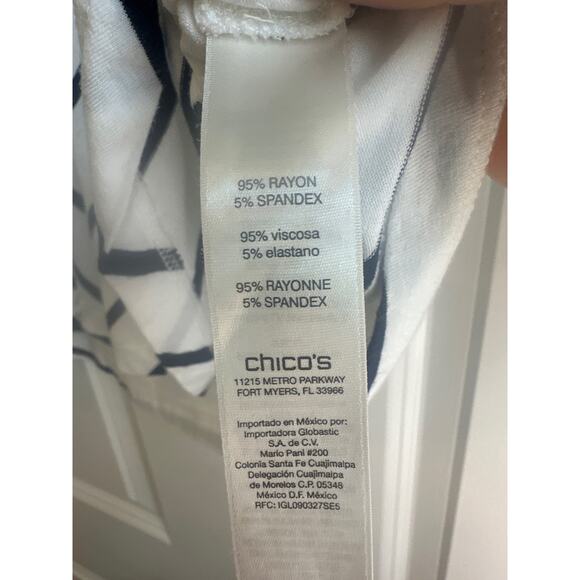 95% RAYON
5% SPANDEX
95% viscosa
5% elastano
95% RAYONNE
5% SPANDEX
chico's
11215 METRO PARKWAY
FORT MYERS, FL 33966
Importado en México por:
Importadora Globastic
S.A. de C.V.
Mario Pani #200
Colonia Santa Fe Cuajimalpa
Delegación Cuajimalpa
de Morelos C.P. 05348
México D.F. México
RFC: IGL090327SE5